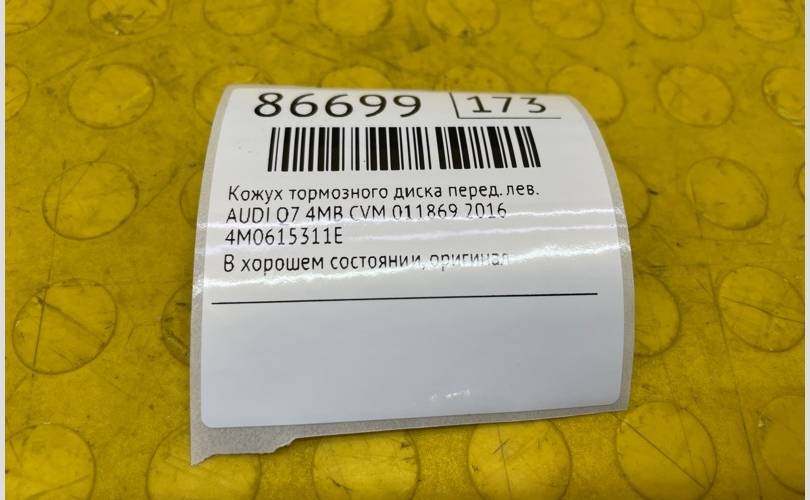 86699 173
Кожух тормозного диска перед. лев.
AUDI Q7 4MB CVM 011869 2016
4M0615311E
В хорошем состоянии, оригинал